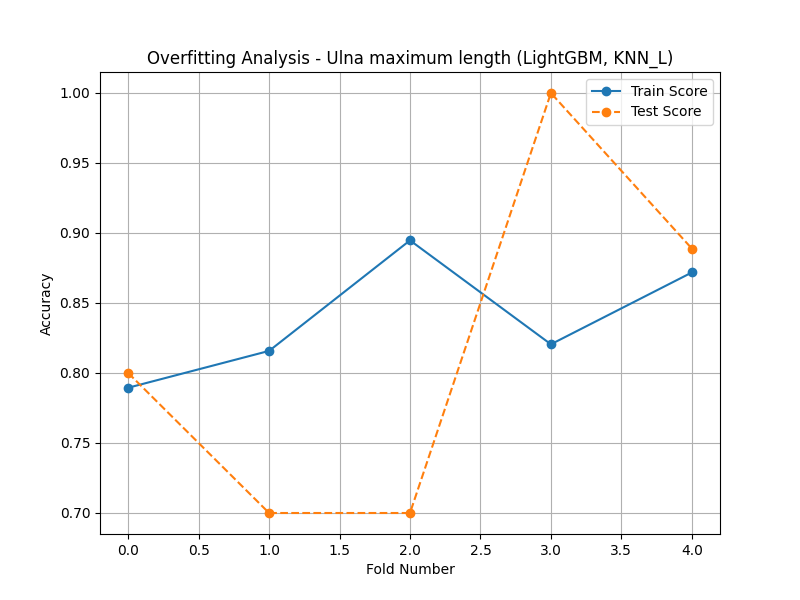 Overfitting Analysis - Ulna maximum length (LightGBM, KNN_L)
Train Score
Test Score
1.00
0.95
0.90
0.85
0.80
0.75
0.70
Accuracy
0.0 0.5 1.0 1.5 2.0 2.5 3.0 3.5 4.0
Fold Number